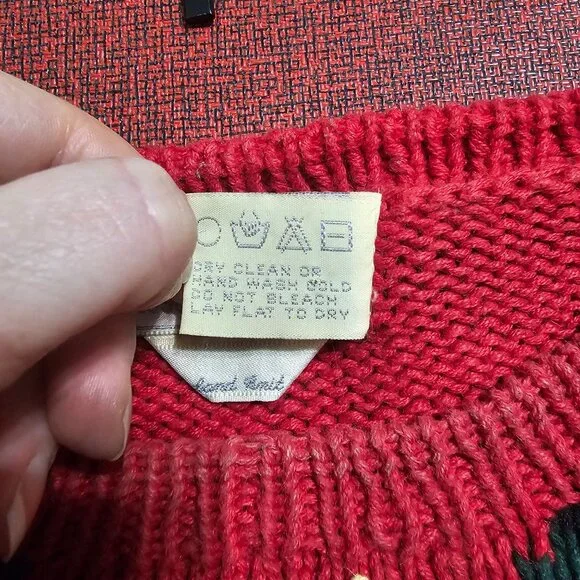 DRY CLEAN OR
HAND WASH COLD
DO NOT BLEACH
LAY FLAT TO DRY
Hand Knit